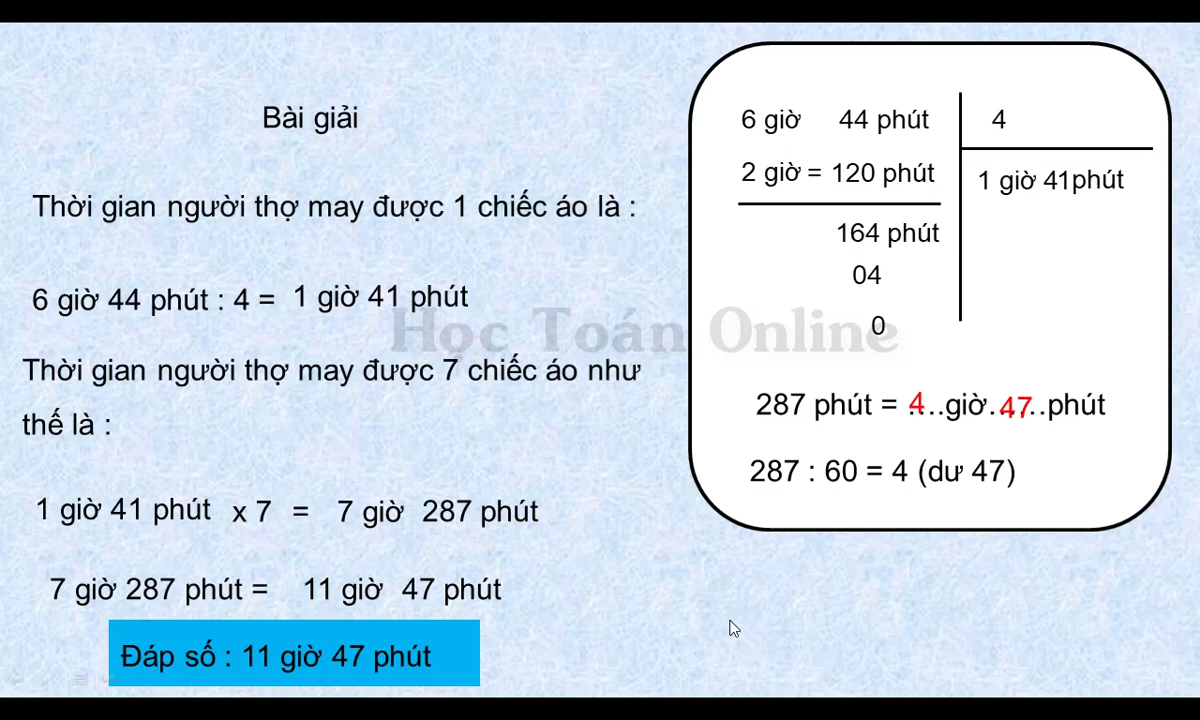 Bài giải
Thời gian người thợ may được 1 chiếc áo là :
6 giờ 44 phút : 4 = 1 giờ 41 phút
Thời gian người thợ may được 7 chiếc áo như
thế là :
1 giờ 41 phút x 7 = 7 giờ 287 phút
7 giờ 287 phút = 11 giờ 47 phút
Đáp số : 11 giờ 47 phút
6 giờ 44 phút 4
2 giờ = 120 phút 1 giờ 41phút
164 phút
04
0
287 phút = 4..giờ.47..phút
287 : 60 = 4 (dư 47)
Học Toán Online